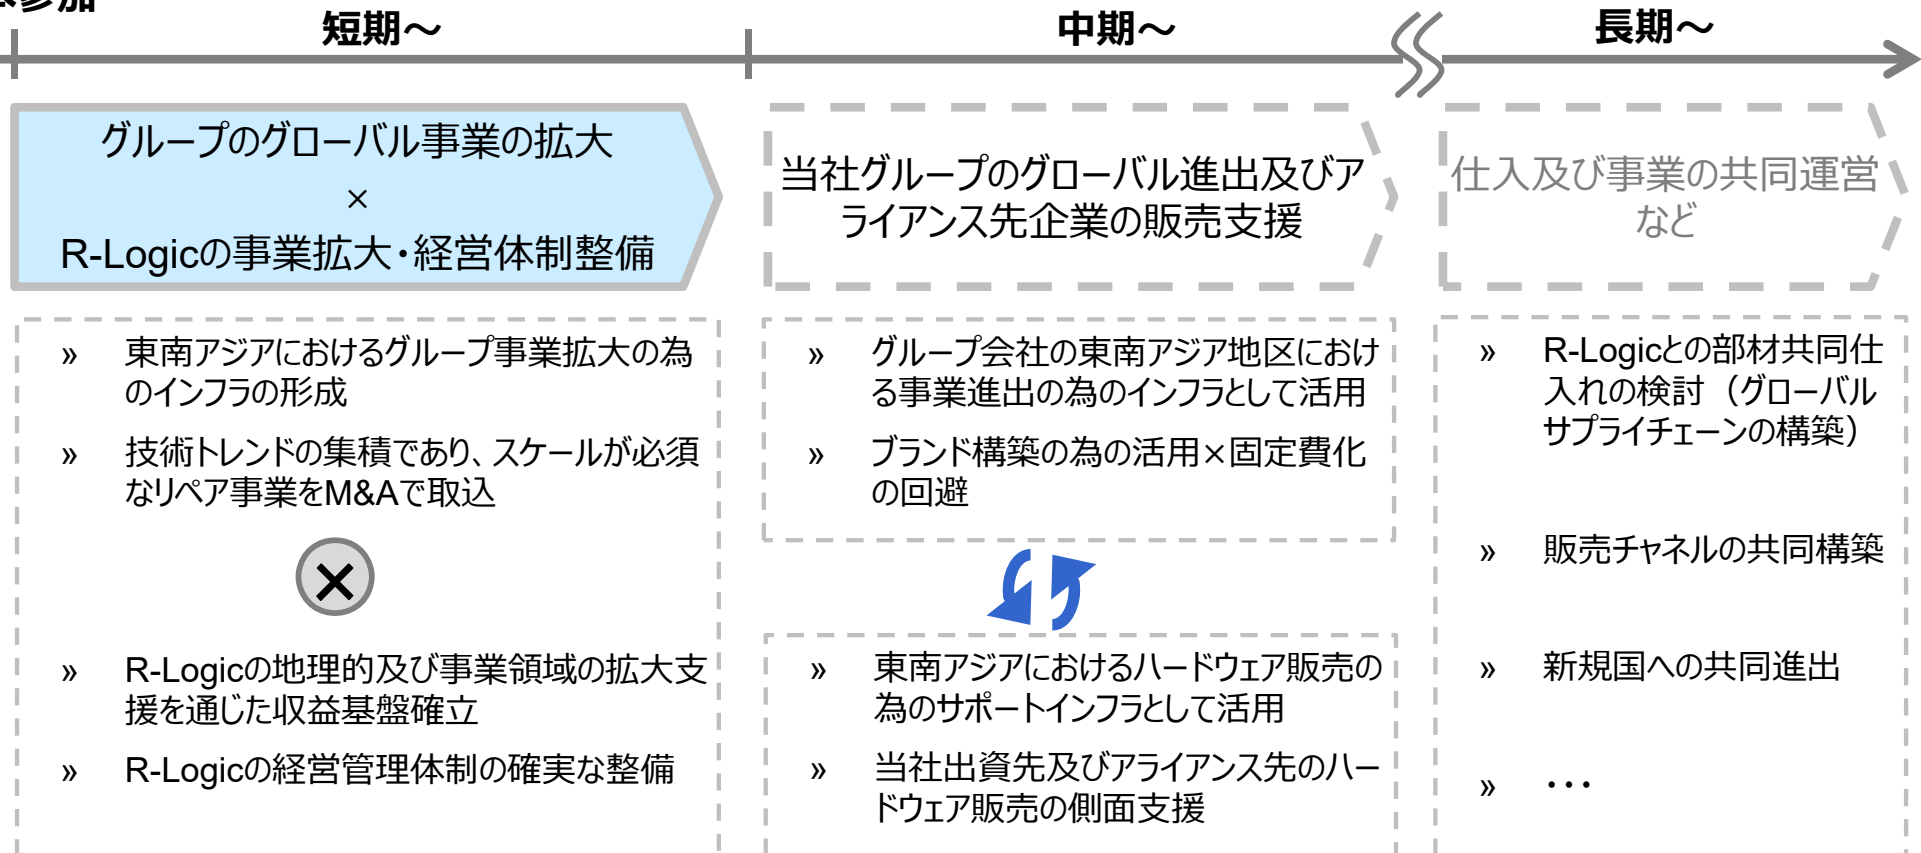 参加
短期～
中期～
長期～
グループのグローバル事業の拡大
×
R-Logicの事業拡大・経営体制整備
当社グループのグローバル進出及びア
ライアンス先企業の販売支援
仕入及び事業の共同運営
など
» 東南アジアにおけるグループ事業拡大の為
のインフラの形成
» 技術トレンドの集積であり、スケールが必須
なリペア事業をM&Aで取込
×
» R-Logicの地理的及び事業領域の拡大支
援を通じた収益基盤確立
» R-Logicの経営管理体制の確実な整備
» グループ会社の東南アジア地区におけ
る事業進出の為のインフラとして活用
» ブランド構築の為の活用×固定費化
の回避
» 東南アジアにおけるハードウェア販売の
為のサポートインフラとして活用
» 当社出資先及びアライアンス先のハー
ドウェア販売の側面支援
» R-Logicとの部材共同仕
入れの検討（グローバル
サプライチェーンの構築）
» 販売チャネルの共同構築
» 新規国への共同進出
» ・・・